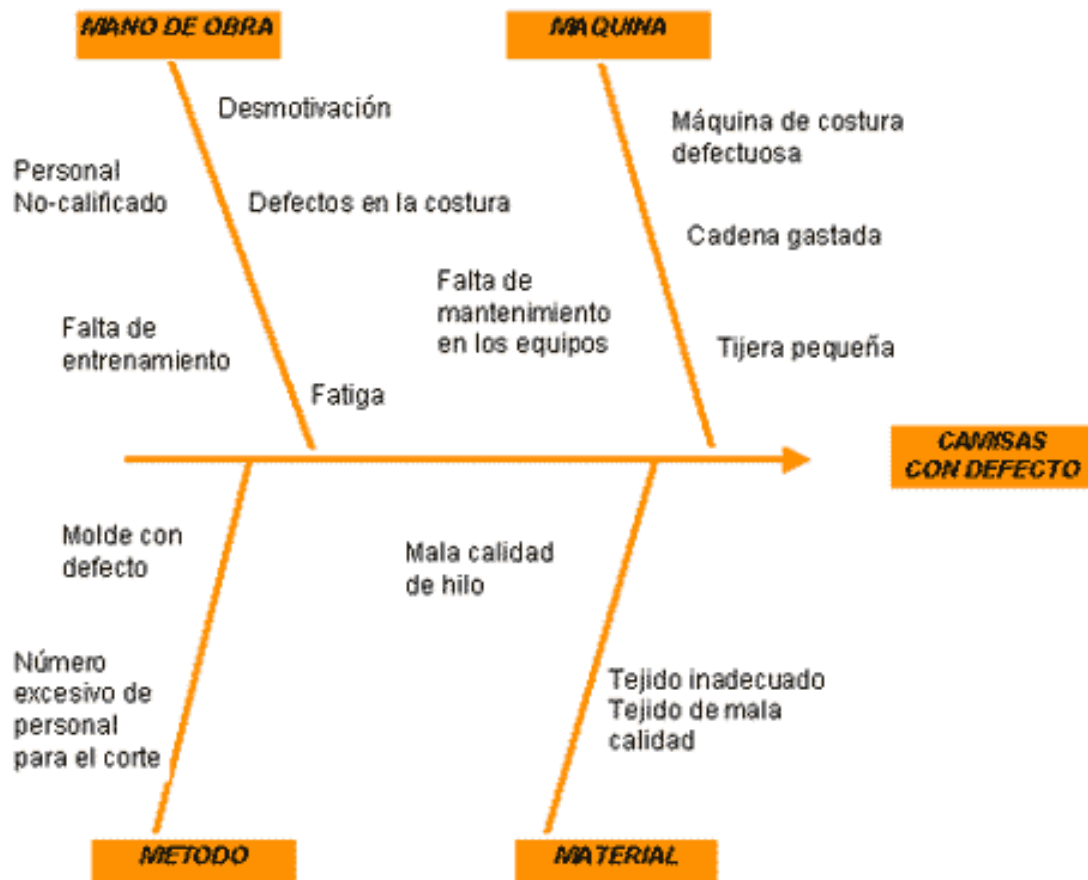 MANO DE OBRA
MAQUINA
Desmotivación
Personal
No-calificado
Defectos en la costura
Falta de
entrenamiento
Fatiga
Máquina de costura
defectuosa
Cadena gastada
Falta de
mantenimiento
en los equipos
Tijera pequeña
CAMISAS
CON DEFECTO
Molde con
defecto
Número
excesivo de
personal
para el corte
Mala calidad
de hilo
Tejido inadecuado
Tejido de mala
calidad
METODO
MATERIAL